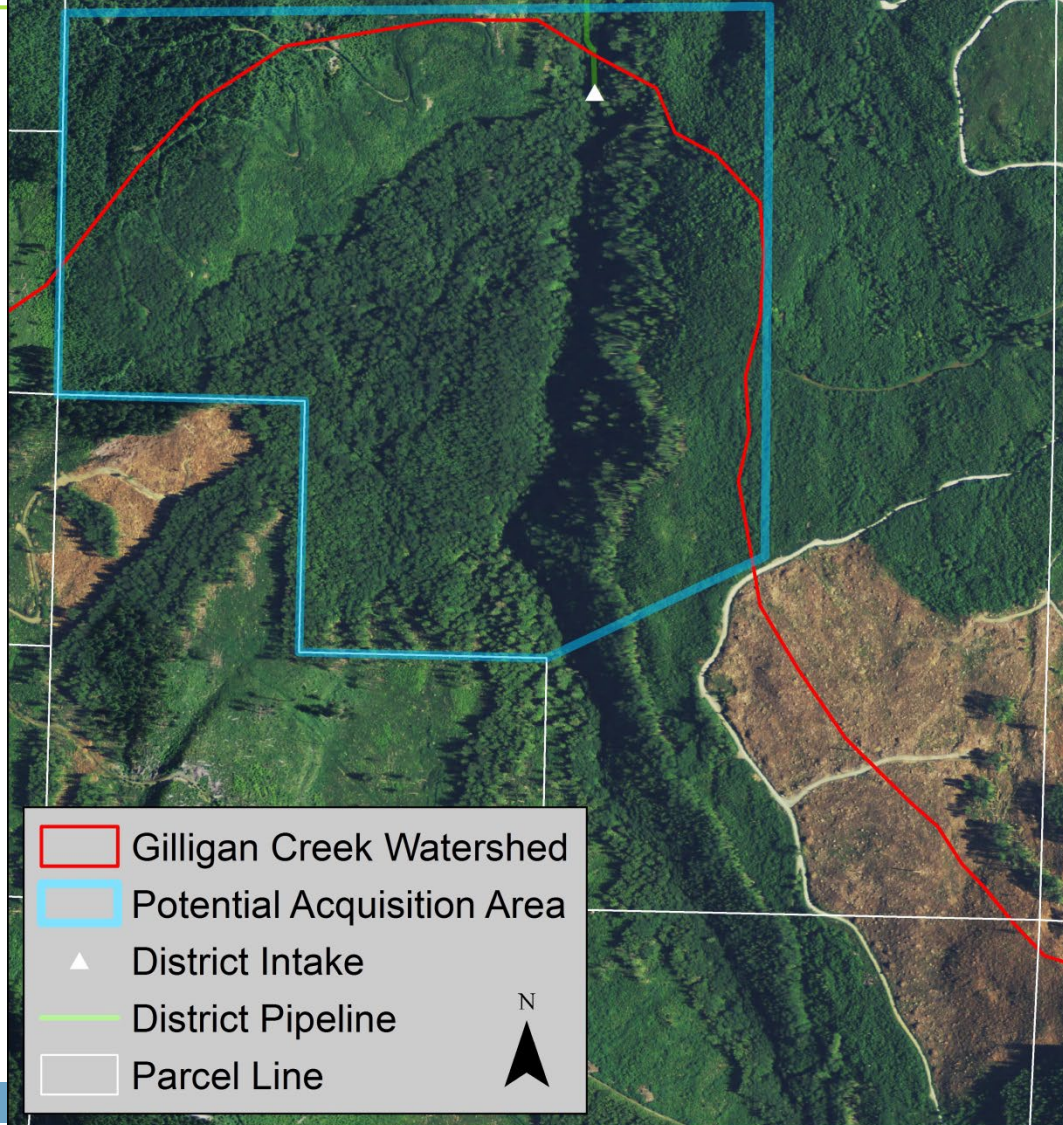 Gilligan Creek Watershed
Potential Acquisition Area
District Intake
District Pipeline
Parcel Line
N